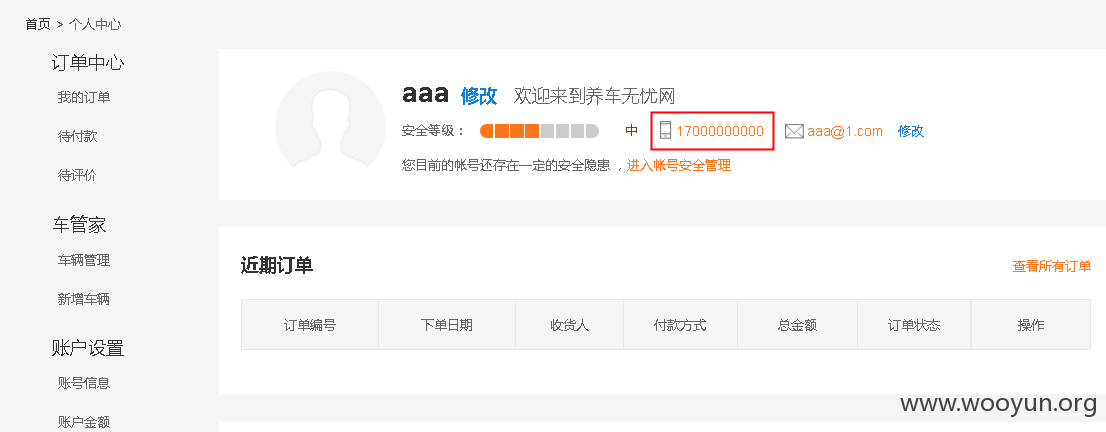 首页 > 个人中心
订单中心
我的订单
待付款
待评价
车管家
车辆管理
新增车辆
账户设置
账号信息
账户金额
aaa 修改 欢迎来到养车无忧网
安全等级： 中 17000000000 aaa@1.com 修改
您目前的帐号还存在一定的安全隐患，进入帐号安全管理
近期订单 查看所有订单
订单编号 下单日期 收货人 付款方式 总金额 订单状态 操作
www.wooyun.org